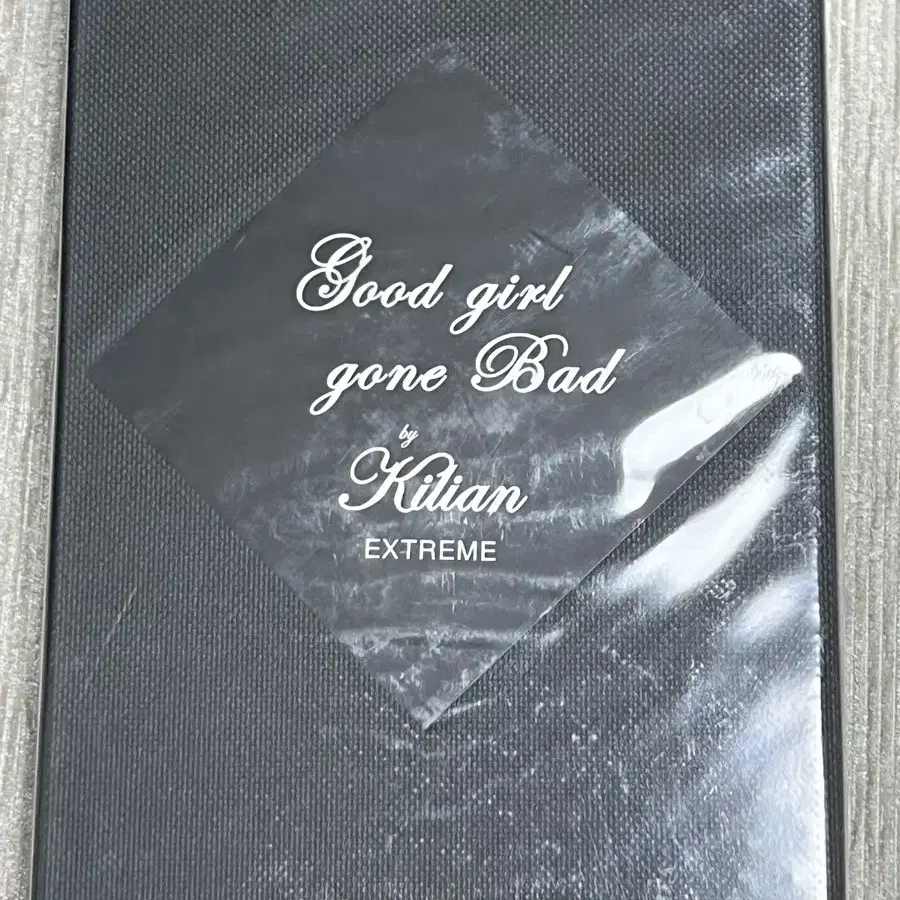 Good girl
gone Bad
by
Kilian
EXTREME